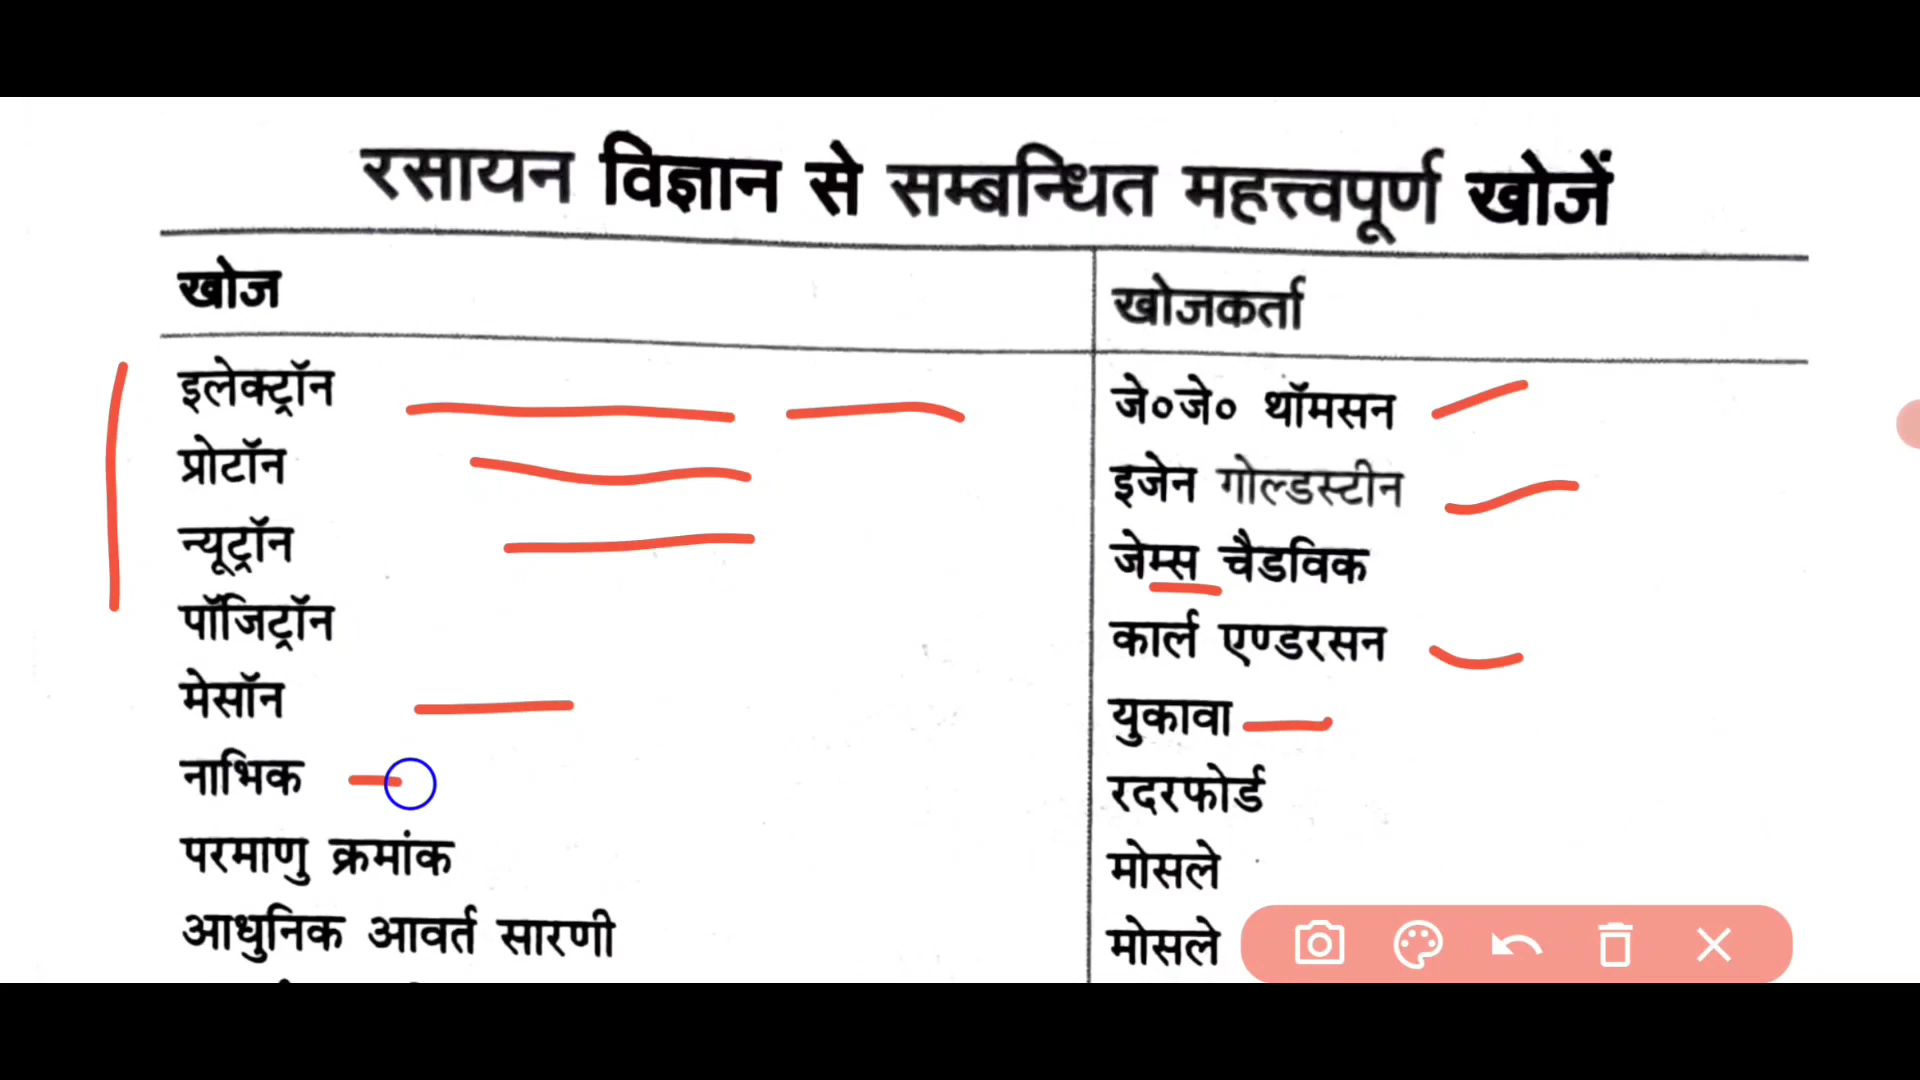 रसायन विज्ञान से सम्बन्धित महत्त्वपूर्ण खोजें
खोज खोजकर्ता
इलेक्ट्रॉन जे०जे० थॉमसन
प्रोटॉन इजेन गोल्डस्टीन
न्यूट्रॉन जेम्स चैडविक
पॉजिट्रॉन कार्ल एण्डरसन
मेसॉन युकावा
नाभिक रदरफोर्ड
परमाणु क्रमांक मोसले
आधुनिक आवर्त सारणी मोसले